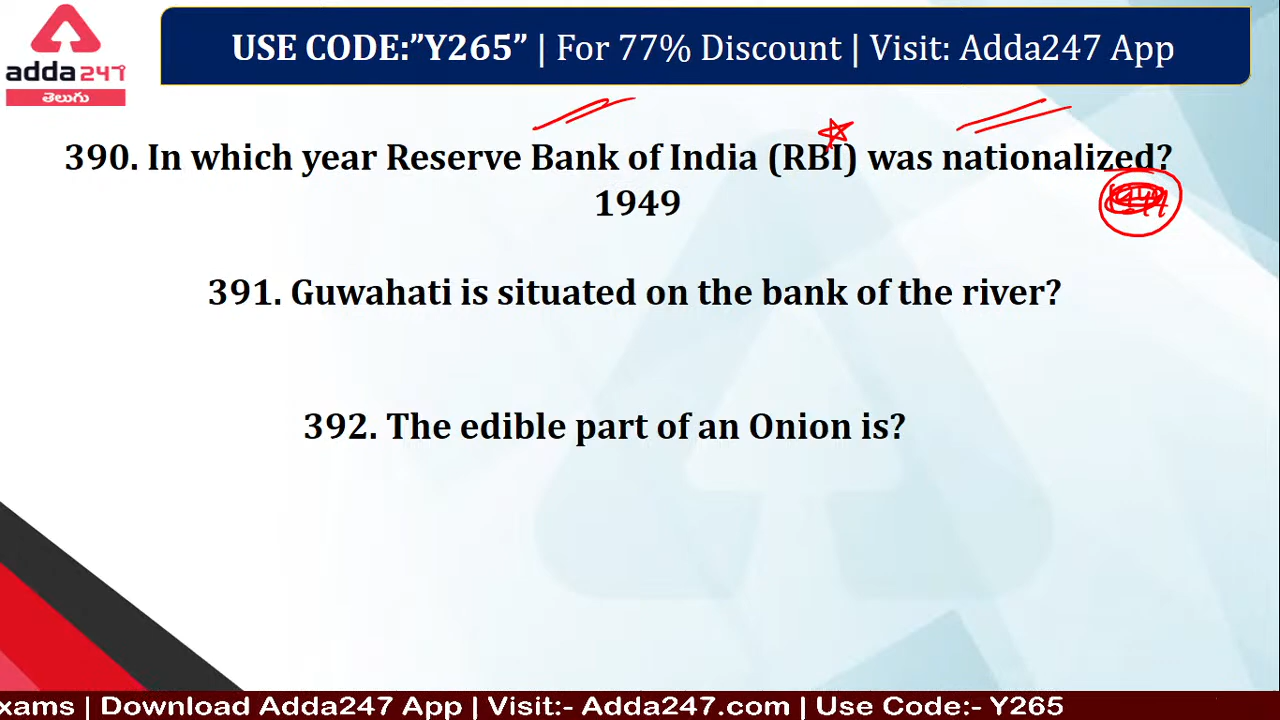 adda247
తెలుగు
USE CODE:”Y265” | For 77% Discount | Visit: Adda247 App
390. In which year Reserve Bank of India (RBI) was nationalized?
1949
391. Guwahati is situated on the bank of the river?
392. The edible part of an Onion is?
xams | Download Adda247 App | Visit:- Adda247.com | Use Code:- Y265